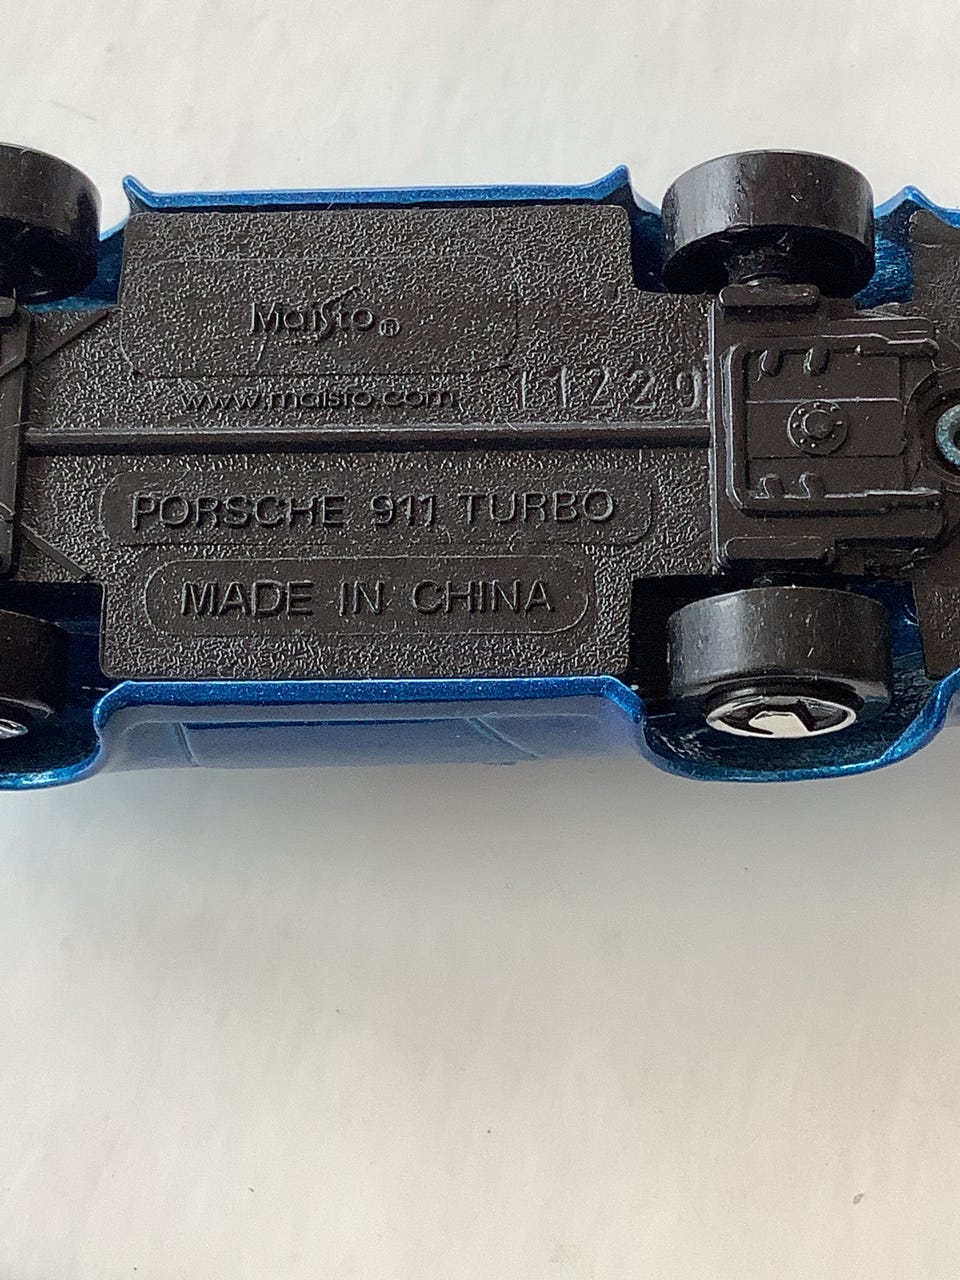 Maisto®
www.maisto.com
11229
PORSCHE 911 TURBO
MADE IN CHINA